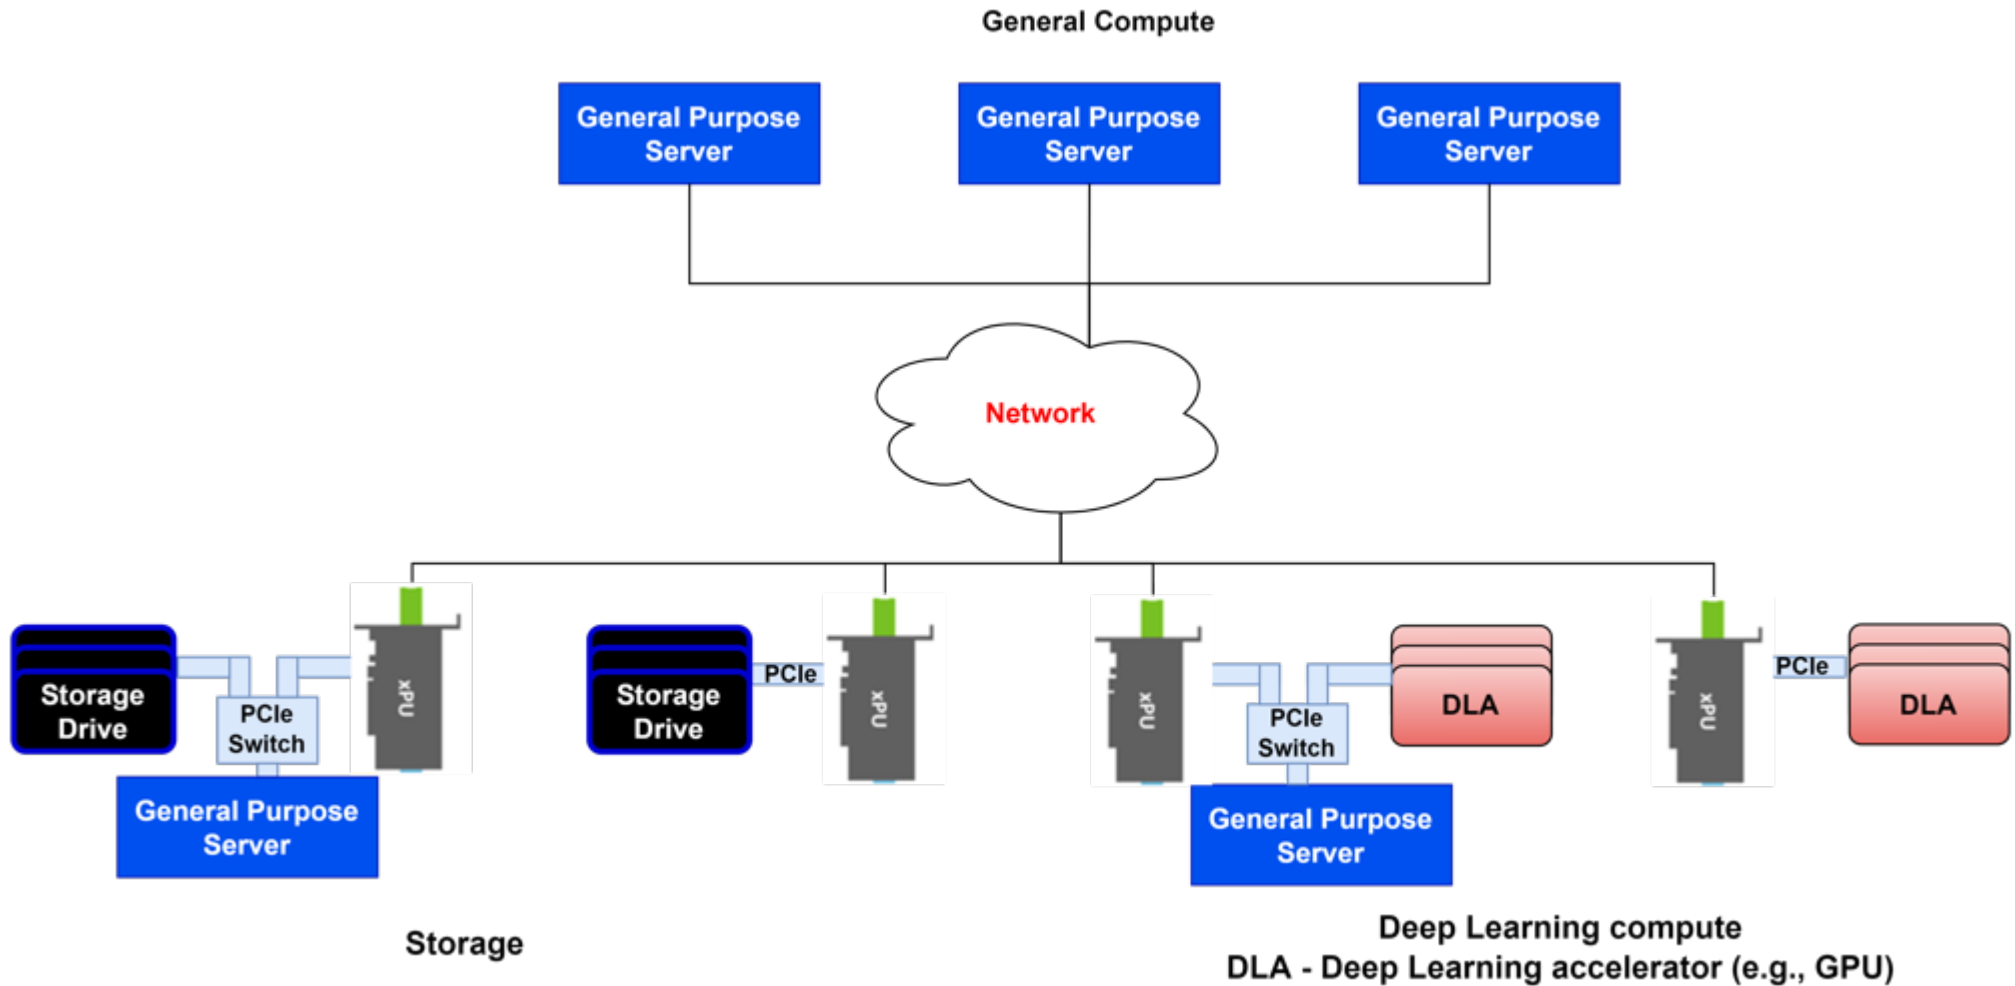 General Compute
General Purpose
Server
General Purpose
Server
General Purpose
Server
Network
Storage
Drive
PCIe
Switch
xPU
General Purpose
Server
Storage
Drive
PCIe
xPU
xPU
PCIe
Switch
DLA
General Purpose
Server
xPU
PCIe
DLA
Storage
Deep Learning compute
DLA - Deep Learning accelerator (e.g., GPU)